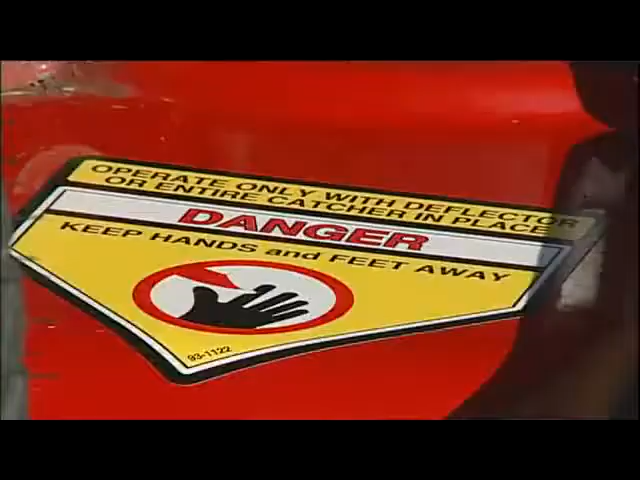 OPERATE ONLY WITH DEFLECTOR
OR ENTIRE CATCHER IN PLACE
DANGER
KEEP HANDS and FEET AWAY
93-1122